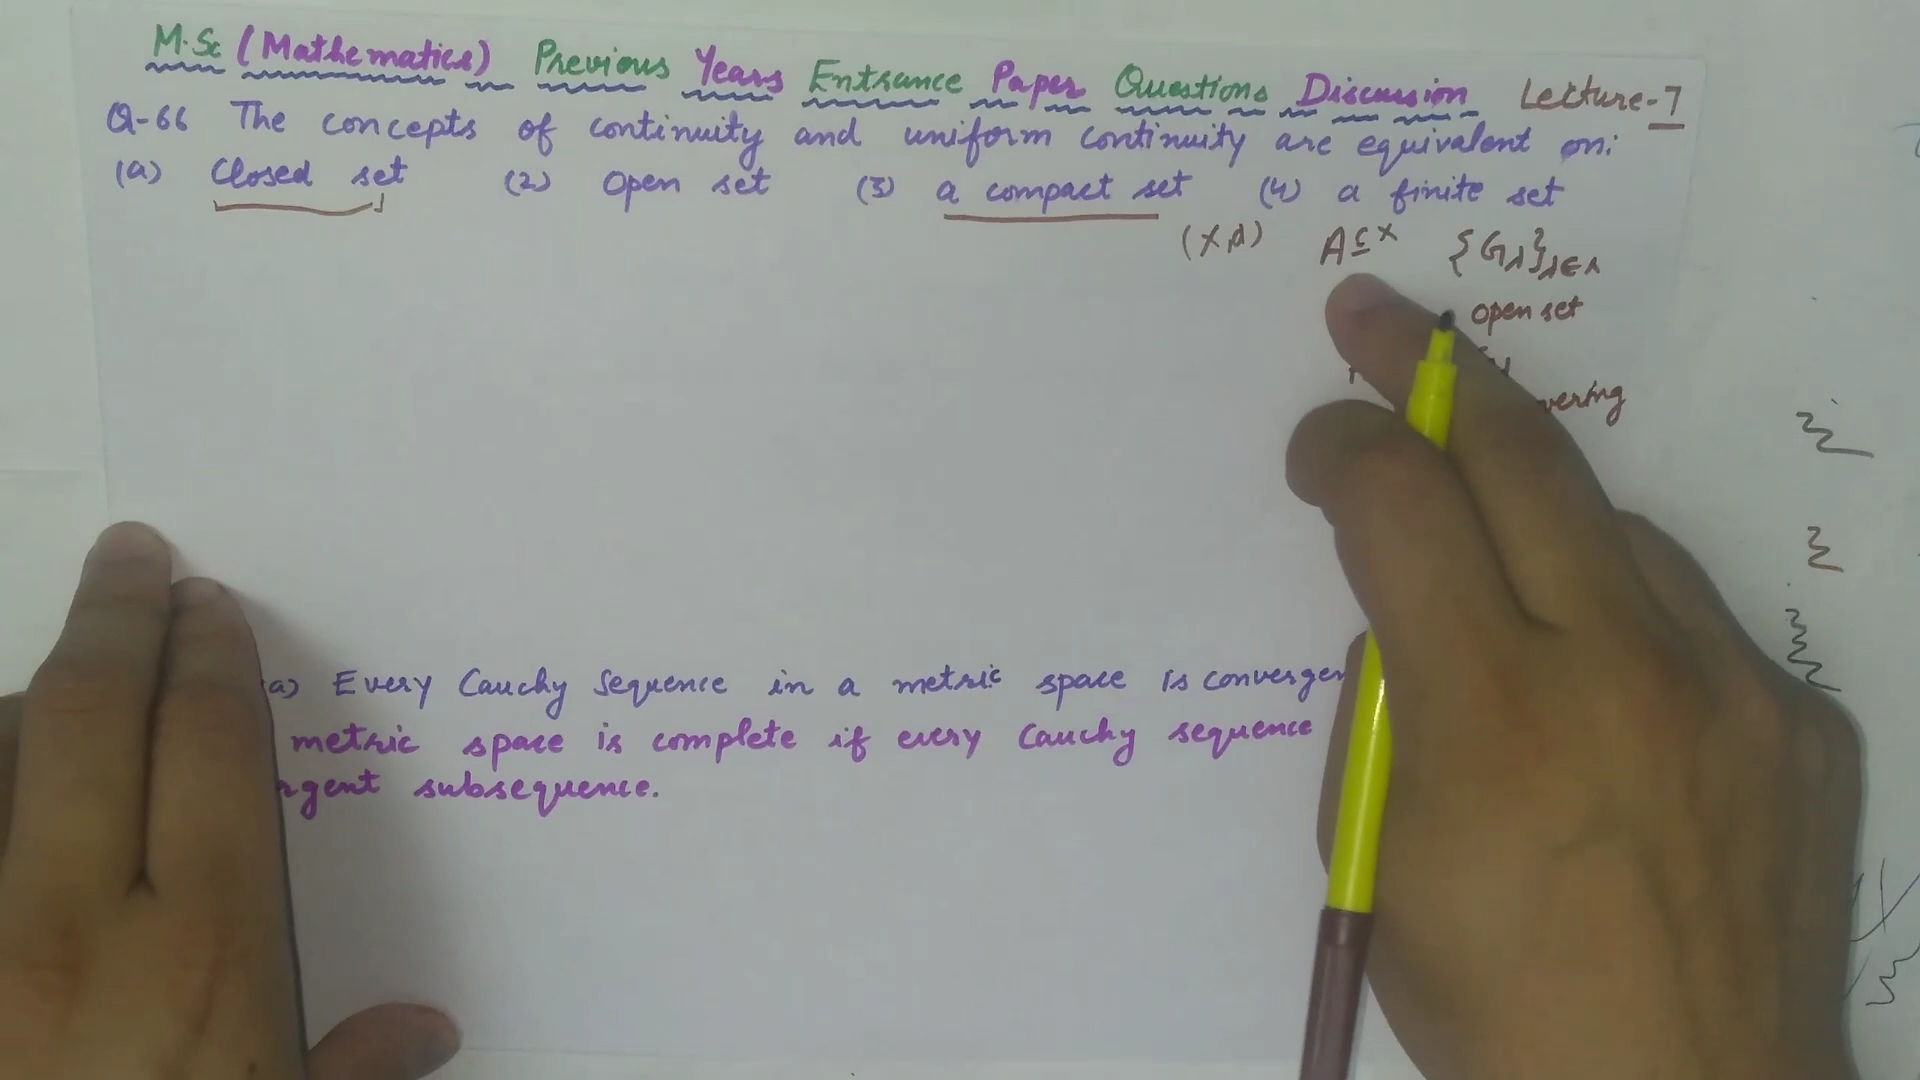 M.Sc (Mathematics) Previous Years Entrance Paper Questions Discussion Lecture-7
Q-66 The concepts of continuity and uniform continuity are equivalent on:
(a) Closed set (2) Open set (3) a compact set (4) a finite set
(X,d) A⊆X {Gλ}λ∈Λ
open set
vering
a) Every Cauchy Sequence in a metric space is convergen
metric space is complete if every Cauchy sequence
rgent subsequence.